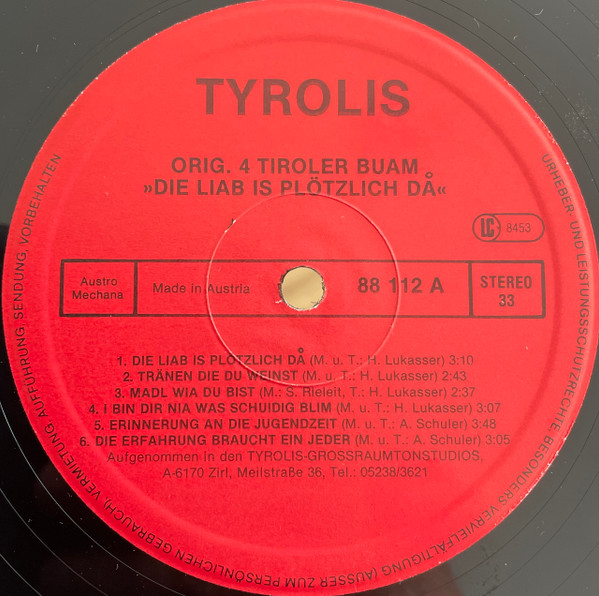 TYROLIS
ORIG. 4 TIROLER BUAM
»DIE LIAB IS PLÖTZLICH DÅ«
LC 8453
Austro
Mechana
Made in Austria
88 112 A
STEREO
33
1. DIE LIAB IS PLÖTZLICH DÅ (M. u. T.: H. Lukasser) 3:10
2. TRÄNEN DIE DU WEINST (M. u. T.: H. Lukasser) 2:43
3. MADL WIA DU BIST (M.: S. Rieleit, T.: H. Lukasser) 2:37
4. I BIN DIR NIA WAS SCHUIDIG BLIM (M. u. T.: H. Lukasser) 3:07
5. ERINNERUNG AN DIE JUGENDZEIT (M. u. T.: A. Schuler) 3:48
6. DIE ERFAHRUNG BRAUCHT EIN JEDER (M. u. T.: A. Schuler) 3:05
Aufgenommen in den TYROLIS-GROSSRAUMTONSTUDIOS,
A-6170 Zirl, Meilstraße 36, Tel.: 05238/3621
URHEBER- UND LEISTUNGSSCHUTZRECHTE, BESONDERS VERVIELFÄLTIGUNG (AUSSER ZUM PERSÖNLICHEN GEBRAUCH), VERMIETUNG, AUFFÜHRUNG, SENDUNG, VORBEHALTEN